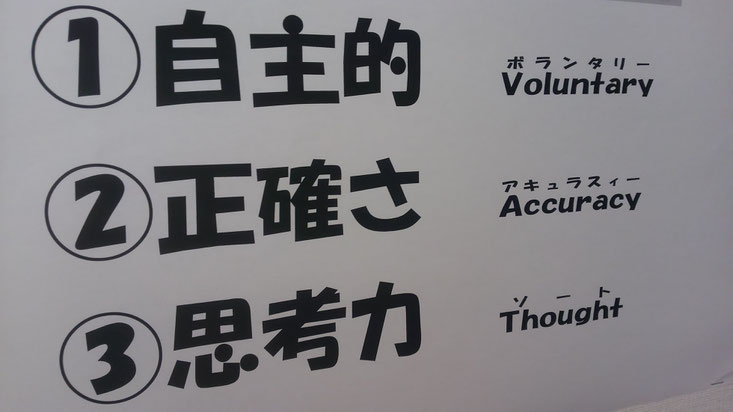 ①自主的 ボランタリー Voluntary
②正確さ アキュラスィー Accuracy
③思考力 ソート Thought